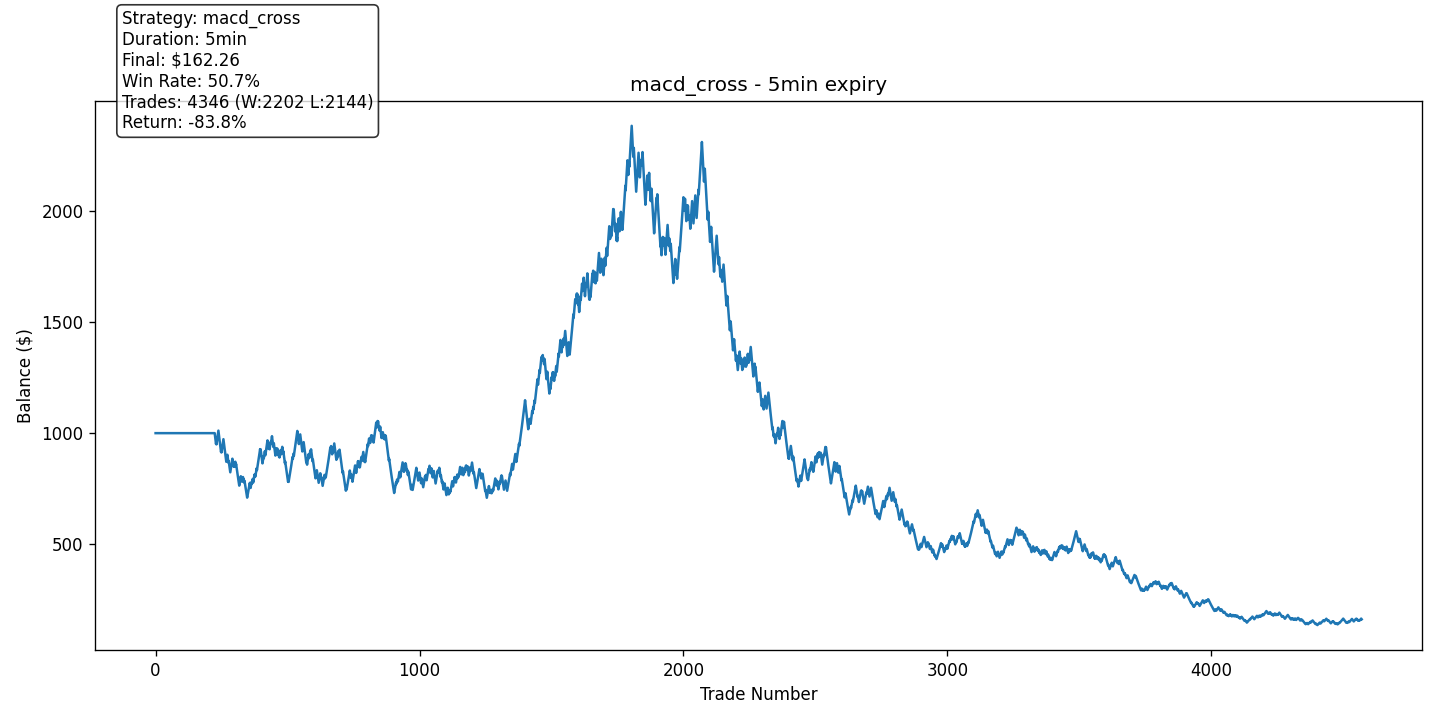 Strategy: macd_cross
Duration: 5min
Final: $162.26
Win Rate: 50.7%
Trades: 4346 (W:2202 L:2144)
Return: -83.8%
macd_cross - 5min expiry
Balance ($)
2000
1500
1000
500
0 1000 2000 3000 4000
Trade Number